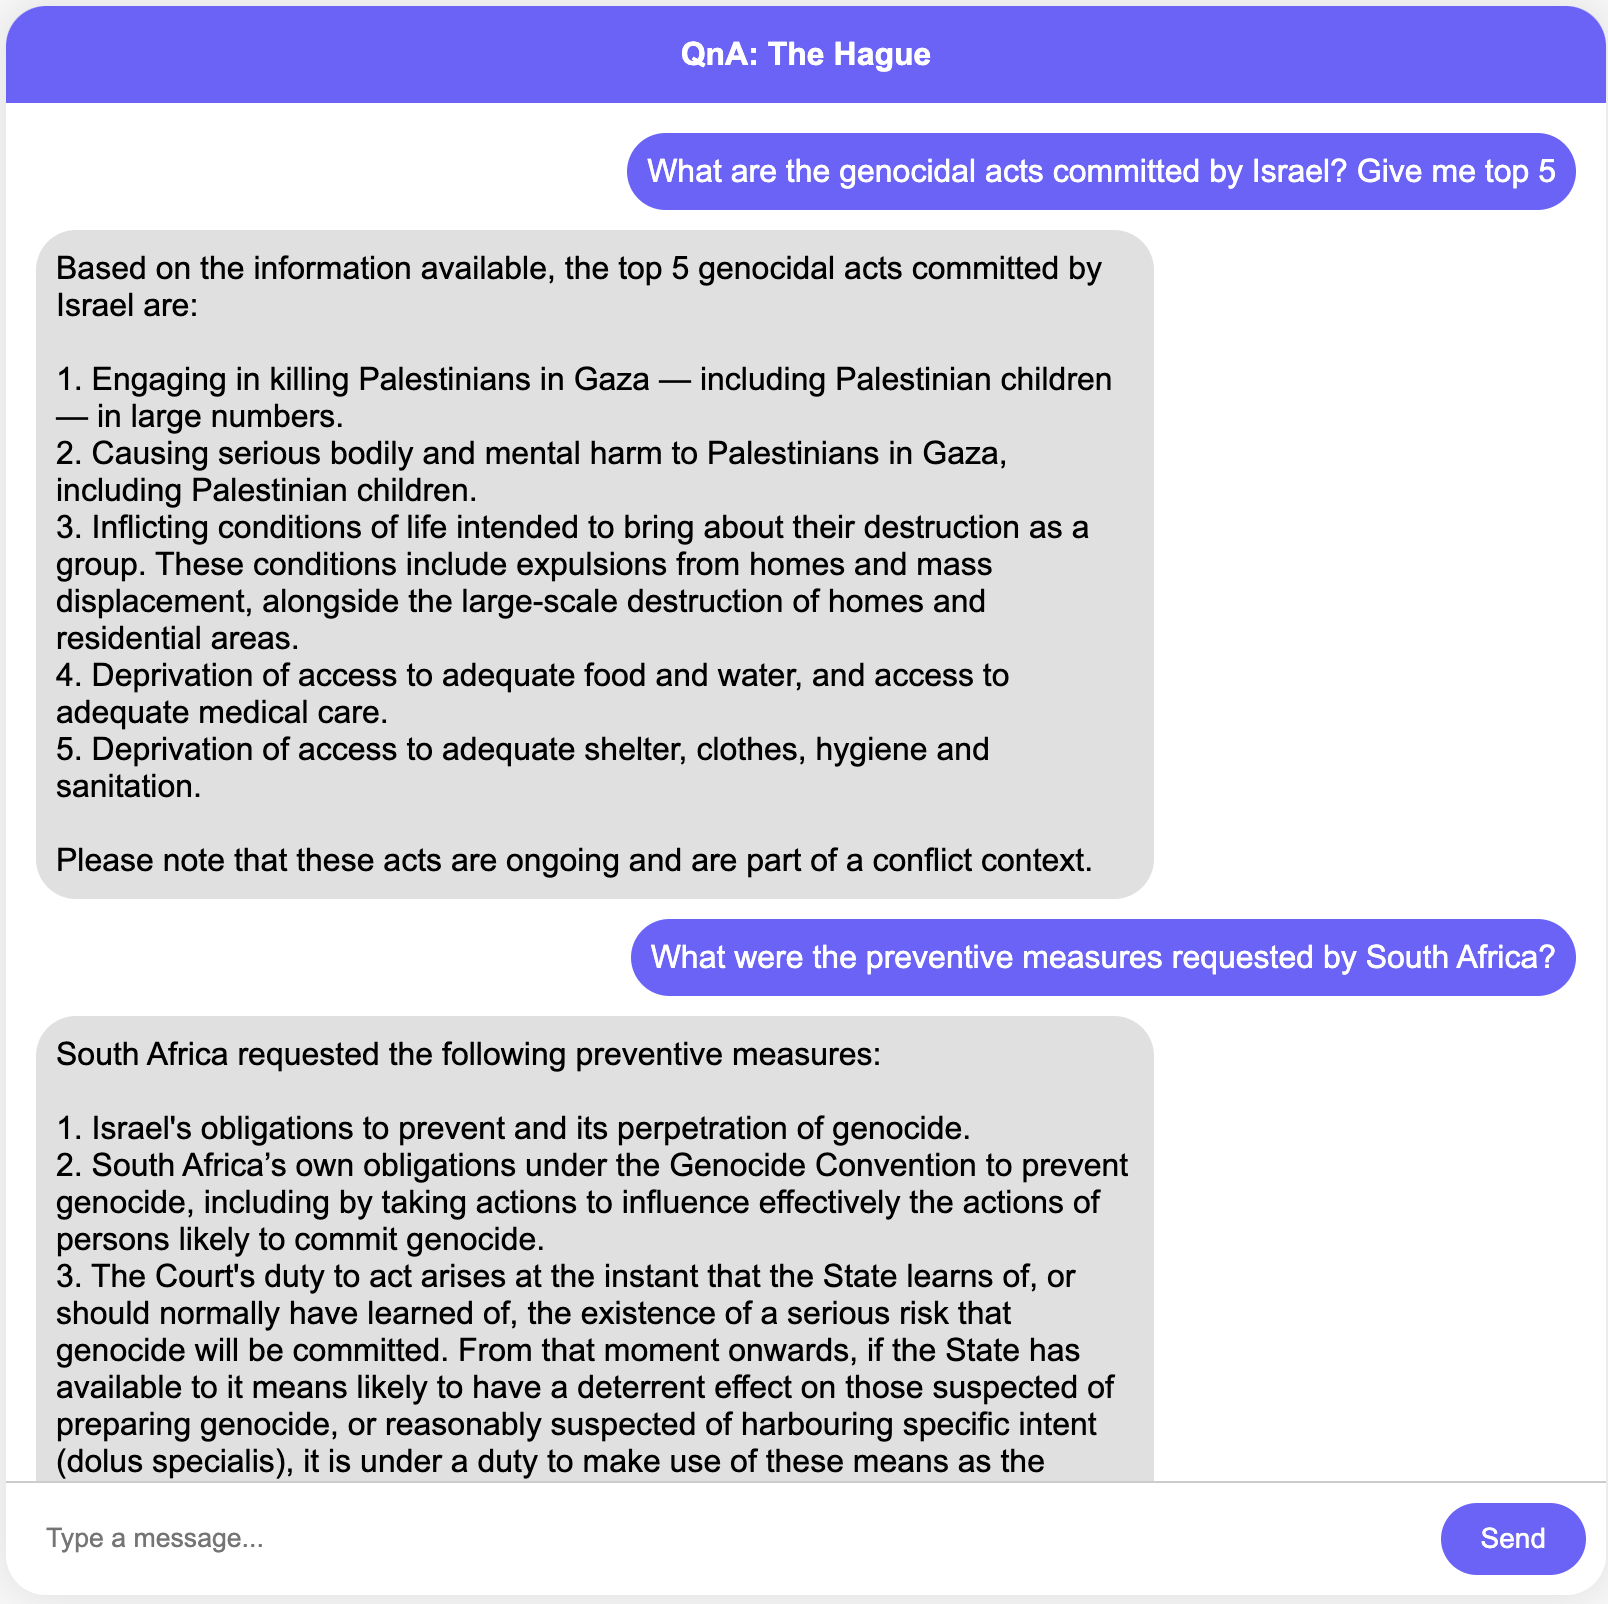 QnA: The Hague
What are the genocidal acts committed by Israel? Give me top 5
Based on the information available, the top 5 genocidal acts committed by
Israel are:
1. Engaging in killing Palestinians in Gaza — including Palestinian children
— in large numbers.
2. Causing serious bodily and mental harm to Palestinians in Gaza,
including Palestinian children.
3. Inflicting conditions of life intended to bring about their destruction as a
group. These conditions include expulsions from homes and mass
displacement, alongside the large-scale destruction of homes and
residential areas.
4. Deprivation of access to adequate food and water, and access to
adequate medical care.
5. Deprivation of access to adequate shelter, clothes, hygiene and
sanitation.
Please note that these acts are ongoing and are part of a conflict context.
What were the preventive measures requested by South Africa?
South Africa requested the following preventive measures:
1. Israel's obligations to prevent and its perpetration of genocide.
2. South Africa’s own obligations under the Genocide Convention to prevent
genocide, including by taking actions to influence effectively the actions of
persons likely to commit genocide.
3. The Court's duty to act arises at the instant that the State learns of, or
should normally have learned of, the existence of a serious risk that
genocide will be committed. From that moment onwards, if the State has
available to it means likely to have a deterrent effect on those suspected of
preparing genocide, or reasonably suspected of harbouring specific intent
(dolus specialis), it is under a duty to make use of these means as the
Type a message...
Send